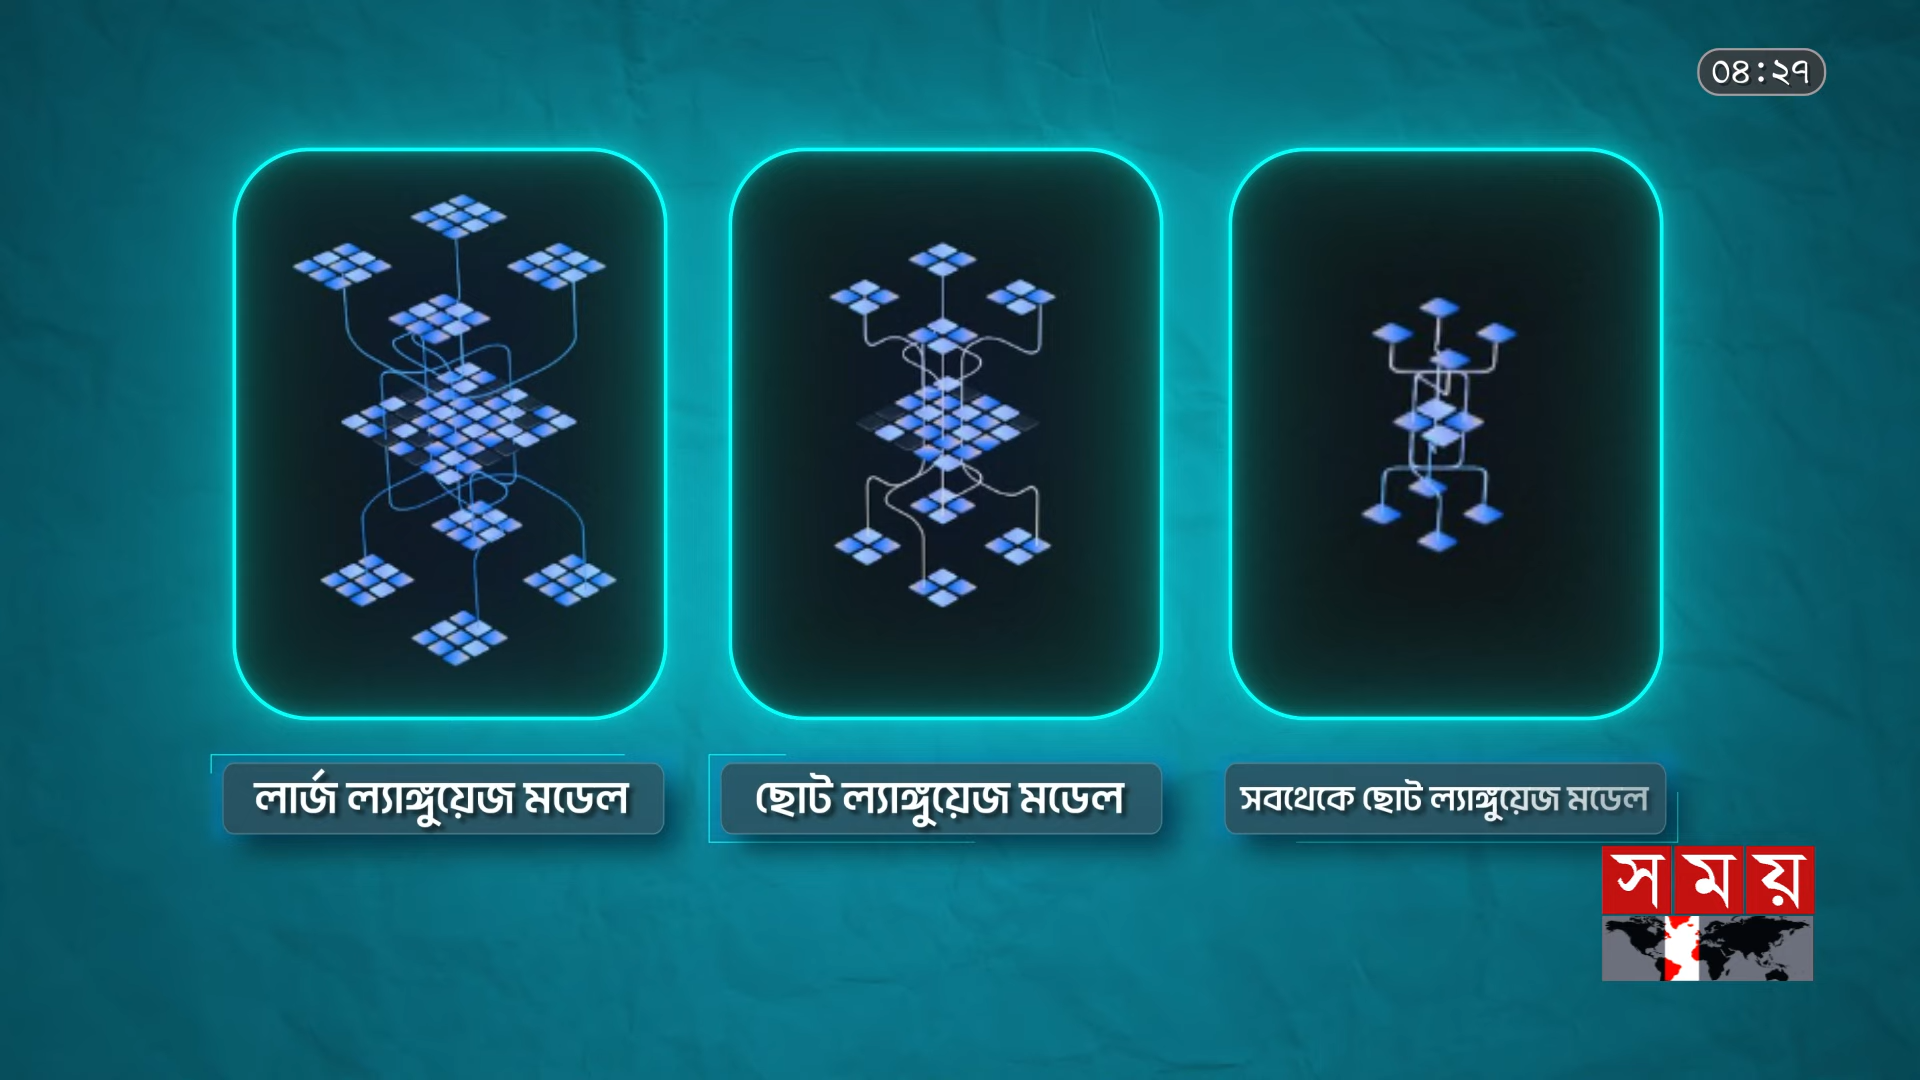 ০৪:২৭
লার্জ ল্যাঙ্গুয়েজ মডেল
ছোট ল্যাঙ্গুয়েজ মডেল
সবথেকে ছোট ল্যাঙ্গুয়েজ মডেল
সময়